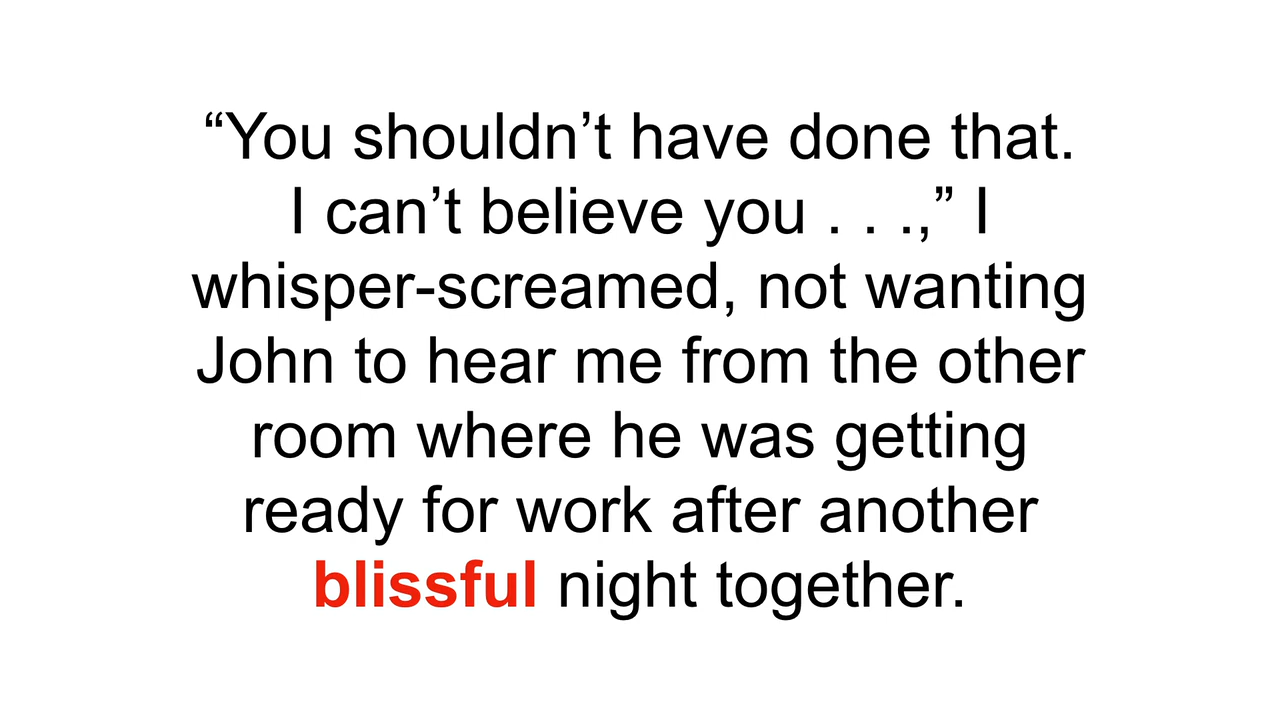 “You shouldn’t have done that.
I can’t believe you . . .,” I
whisper-screamed, not wanting
John to hear me from the other
room where he was getting
ready for work after another
blissful night together.